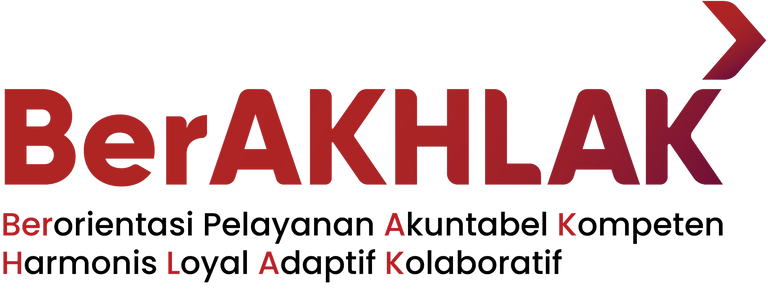 BerAKHLAK
Berorientasi Pelayanan Akuntabel Kompeten
Harmonis Loyal Adaptif Kolaboratif